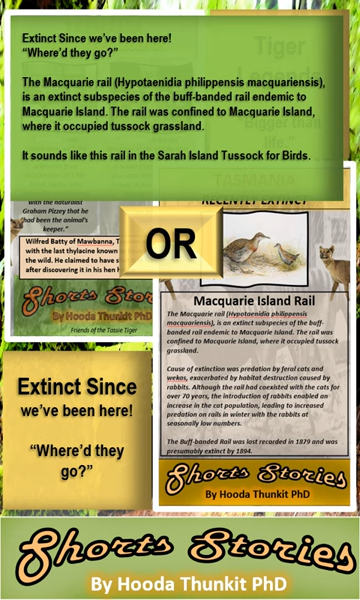 Extinct Since we've been here!
"Where'd they go?"
The Macquarie rail (Hypotaenidia philippensis macquariensis),
is an extinct subspecies of the buff-banded rail endemic to
Macquarie Island. The rail was confined to Macquarie Island,
where it occupied tussock grassland.
It sounds like this rail in the Sarah Island Tussock for Birds.
Tiger
Bigger than
life."
TASMANIA
RECENTLY EXTINCT
with the naturalist
Graham Pizzey that he
had been the animal's
keeper."
Wilfred Batty of Mawbanna, T
with the last thylacine known
the wild. He claimed to have s
after discovering it in his hen h
OR
Shorts Stories
By Hooda Thunkit PhD
Friends of the Tassie Tiger
Macquarie Island Rail
The Macquarie rail (Hypotaenidia philippensis
macquariensis), is an extinct subspecies of the buff-
banded rail endemic to Macquarie Island. The rail was
confined to Macquarie Island, where it occupied tussock
grassland.
Cause of extinction was predation by feral cats and
wekas, exacerbated by habitat destruction caused by
rabbits. Although the rail had coexisted with the cats for
over 70 years, the introduction of rabbits enabled an
increase in the cat population, leading to increased
predation on rails in winter with the rabbits at
seasonally low numbers.
The Buff-banded Rail was last recorded in 1879 and was
presumably extinct by 1894.
Shorts Stories
By Hooda Thunkit PhD
Extinct Since
we've been here!
"Where'd they
go?"
Shorts Stories
By Hooda Thunkit PhD